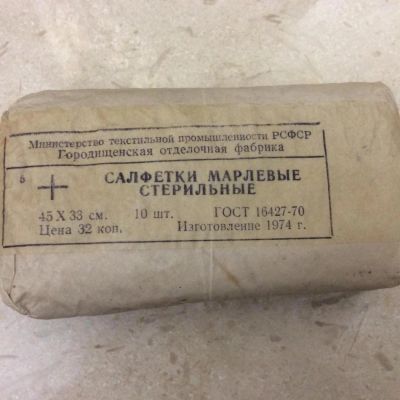 Министерство текстильной промышленности РСФСР
Городищенская отделочная фабрика
5
САЛФЕТКИ МАРЛЕВЫЕ
СТЕРИЛЬНЫЕ
45 X 33 см. 10 шт. ГОСТ 16427-70
Цена 32 коп. Изготовление 1974 г.